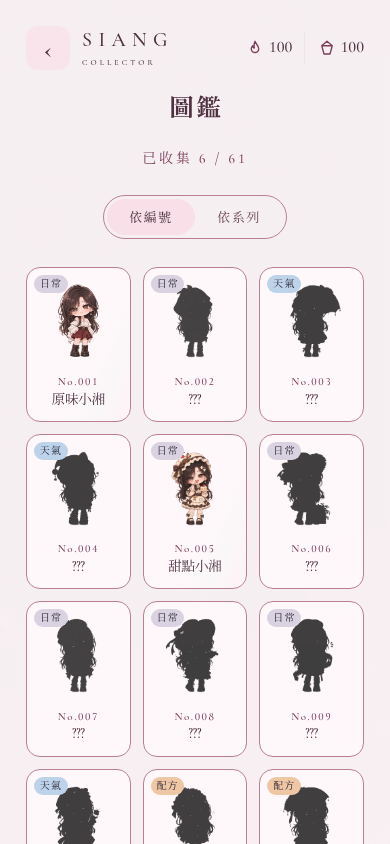 ‹ SIANG
COLLECTOR
100 100
圖鑑
已收集 6 / 61
依編號 依系列
日常 日常 天氣
No.001 No.002 No.003
原味小湘 ??? ???
天氣 日常 日常
No.004 No.005 No.006
??? 甜點小湘 ???
日常 日常 日常
No.007 No.008 No.009
??? ??? ???
天氣 配方 配方